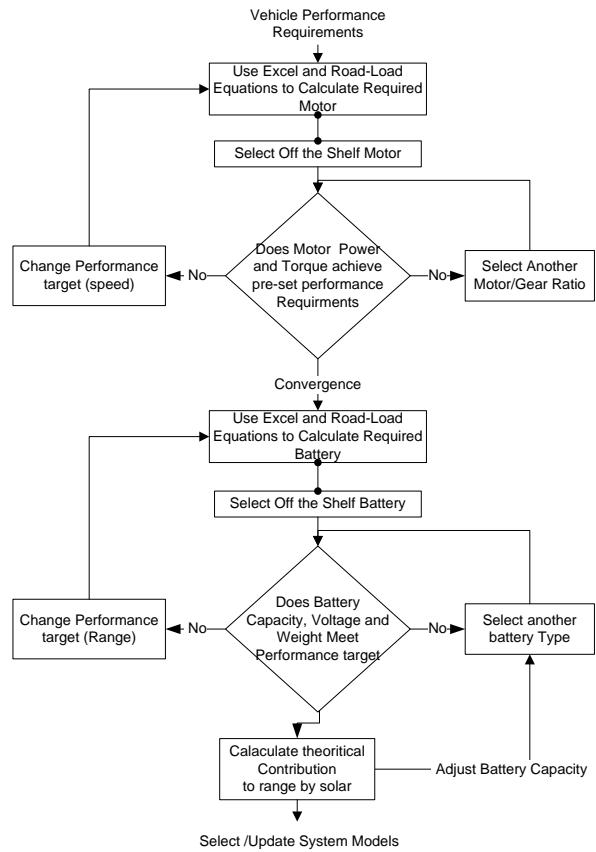 Vehicle Performance
Requirements
Use Excel and Road-Load
Equations to Calculate Required
Motor
Select Off the Shelf Motor
Does Motor Power
and Torque achieve
pre-set performance
Requirments
No
Change Performance
target (speed)
No
Select Another
Motor/Gear Ratio
Convergence
Use Excel and Road-Load
Equations to Calculate Required
Battery
Select Off the Shelf Battery
Does Battery
Capacity, Voltage and
Weight Meet
Performance target
No
Change Performance
target (Range)
No
Select another
battery Type
Calaculate theoritical
Contribution
to range by solar
Adjust Battery Capacity
Select /Update System Models